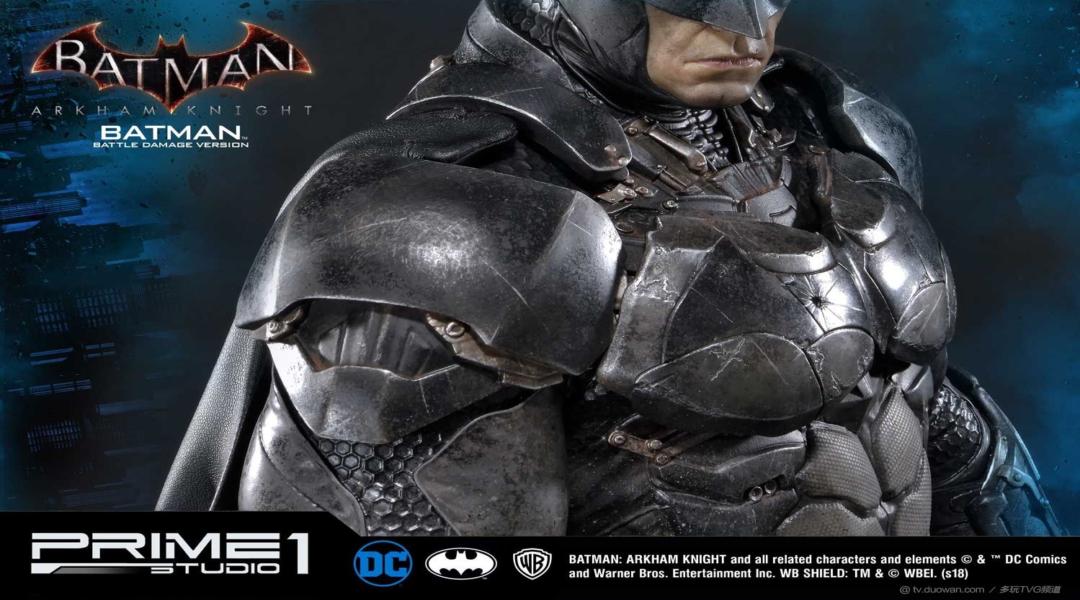 BATMAN
ARKHAM KNIGHT
BATMAN™
BATTLE DAMAGE VERSION
PRIME 1
STUDIO
DC
WB
BATMAN: ARKHAM KNIGHT and all related characters and elements © & ™ DC Comics
and Warner Bros. Entertainment Inc. WB SHIELD: TM & © WBEI. (s18)
@ tv.duowan.com / 多玩TVG频道